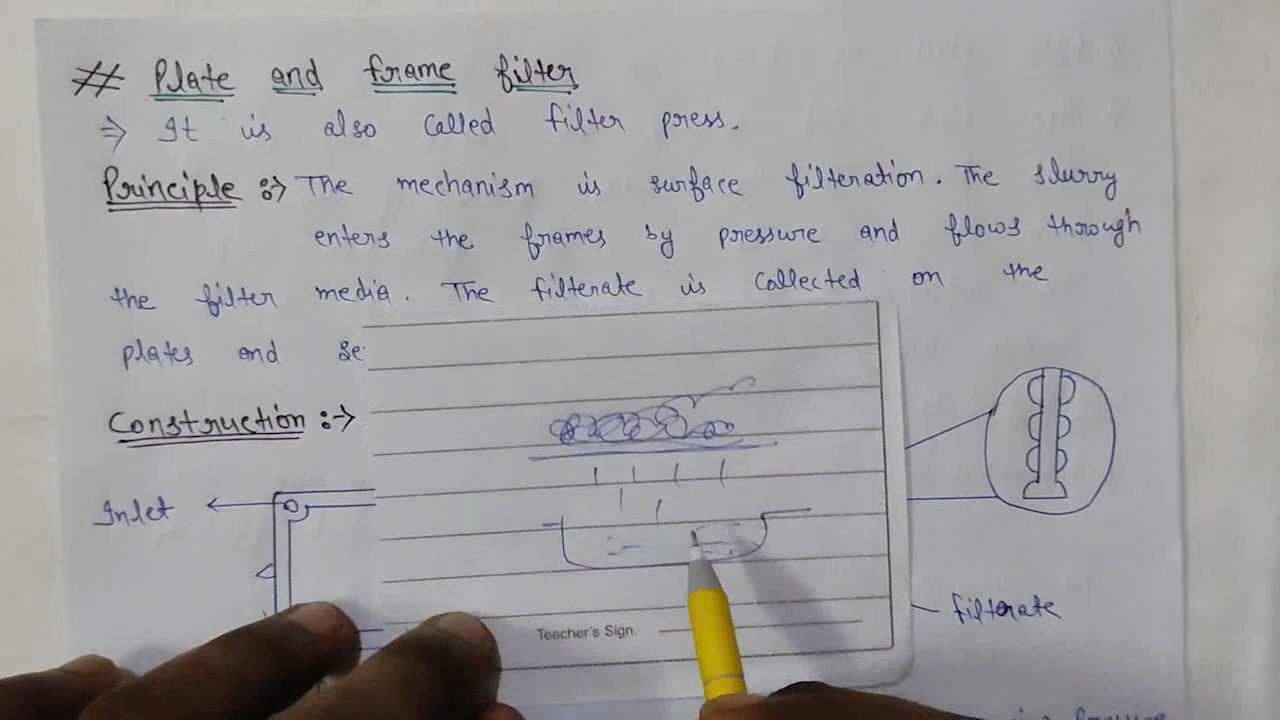 # Plate and frame filter
⇒ It is also called filter press.
Principle :→ The mechanism is surface filteration. The slurry
enters the frames by pressure and flows through
the filter media. The filterate is collected on the
plates and se
Construction :→
Inlet
filterate
Teacher's Sign.